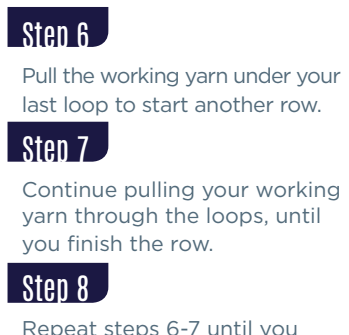 Step 6
Pull the working yarn under your
last loop to start another row.
Step 7
Continue pulling your working
yarn through the loops, until
you finish the row.
Step 8
Repeat steps 6-7 until you